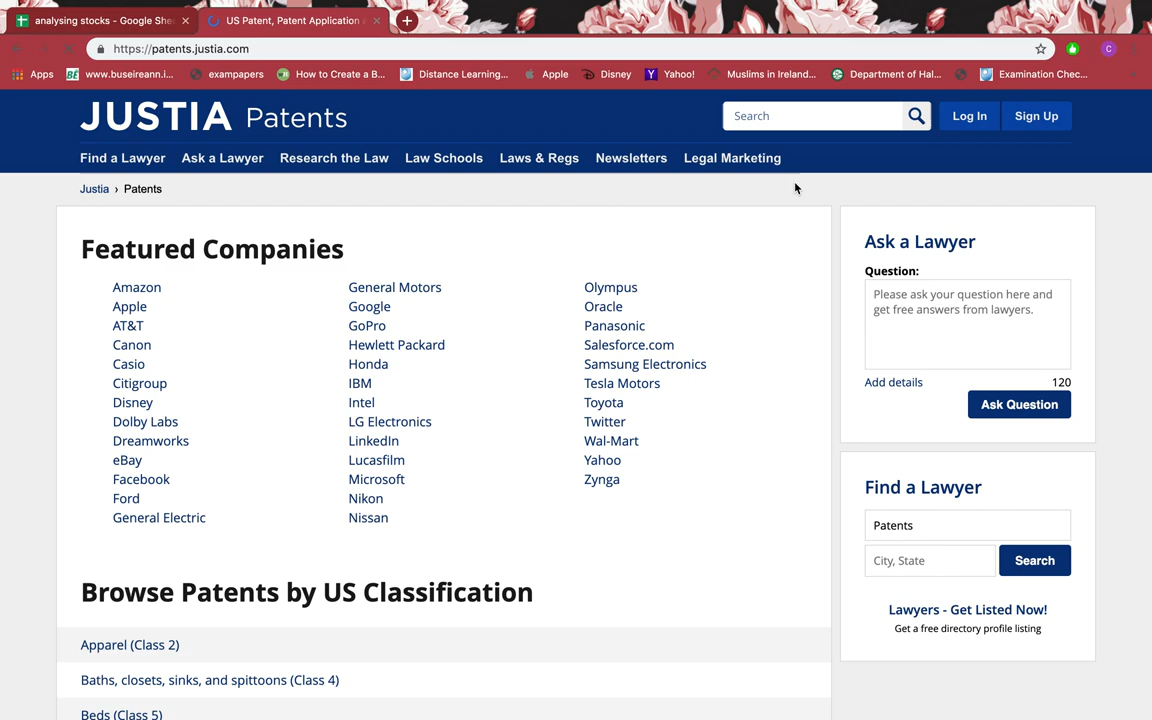 analysing stocks - Google She
US Patent, Patent Application
https://patents.justia.com
C
Apps
BÉ www.buseireann.i...
exampapers
How to Create a B...
Distance Learning...
Apple
Disney
Y Yahoo!
Muslims in Ireland...
Department of Hal...
Examination Chec...
JUSTIA Patents
Search
Log In
Sign Up
Find a Lawyer
Ask a Lawyer
Research the Law
Law Schools
Laws & Regs
Newsletters
Legal Marketing
Justia › Patents
Featured Companies
Amazon
Apple
AT&T
Canon
Casio
Citigroup
Disney
Dolby Labs
Dreamworks
eBay
Facebook
Ford
General Electric
General Motors
Google
GoPro
Hewlett Packard
Honda
IBM
Intel
LG Electronics
LinkedIn
Lucasfilm
Microsoft
Nikon
Nissan
Olympus
Oracle
Panasonic
Salesforce.com
Samsung Electronics
Tesla Motors
Toyota
Twitter
Wal-Mart
Yahoo
Zynga
Browse Patents by US Classification
Apparel (Class 2)
Baths, closets, sinks, and spittoons (Class 4)
Beds (Class 5)
Ask a Lawyer
Question:
Please ask your question here and
get free answers from lawyers.
Add details
120
Ask Question
Find a Lawyer
Patents
City, State
Search
Lawyers - Get Listed Now!
Get a free directory profile listing